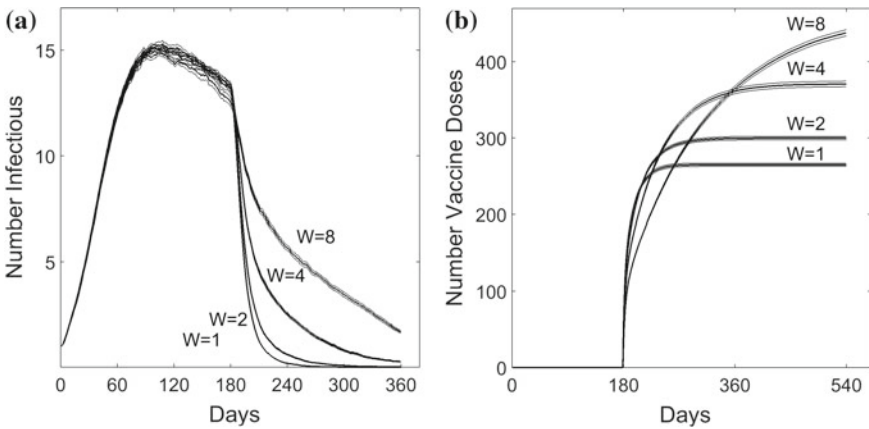 (a)
15
10
5
Number Infectious
W=8
W=4
W=2
W=1
0
60
120
180
240
300
360
Days
(b)
400
300
200
100
0
Number Vaccine Doses
W=8
W=4
W=2
W=1
0
180
360
540
Days